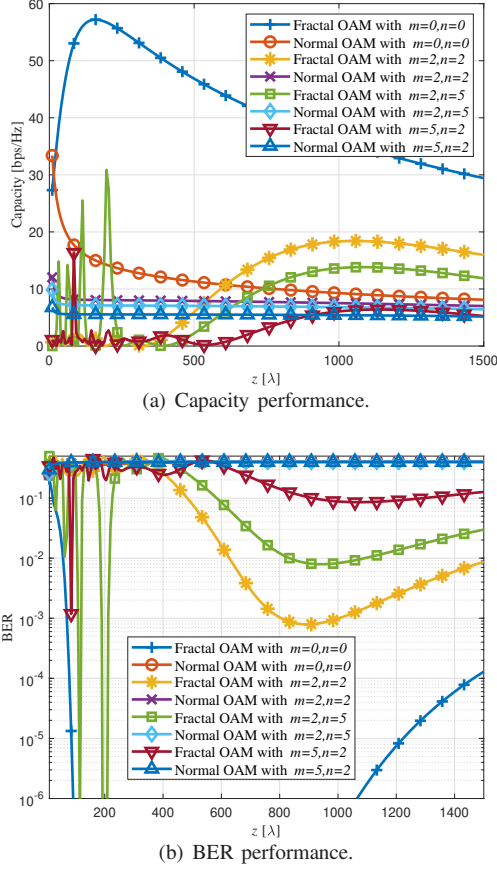 60
50
40
30
20
10
0
Capacity [bps/Hz]
Fractal OAM with m=0,n=0
Normal OAM with m=0,n=0
Fractal OAM with m=2,n=2
Normal OAM with m=2,n=2
Fractal OAM with m=2,n=5
Normal OAM with m=2,n=5
Fractal OAM with m=5,n=2
Normal OAM with m=5,n=2
0 500 1000 1500
z [λ]
(a) Capacity performance.
10^-1
10^-2
10^-3
10^-4
10^-5
10^-6
BER
Fractal OAM with m=0,n=0
Normal OAM with m=0,n=0
Fractal OAM with m=2,n=2
Normal OAM with m=2,n=2
Fractal OAM with m=2,n=5
Normal OAM with m=2,n=5
Fractal OAM with m=5,n=2
Normal OAM with m=5,n=2
200 400 600 800 1000 1200 1400
z [λ]
(b) BER performance.